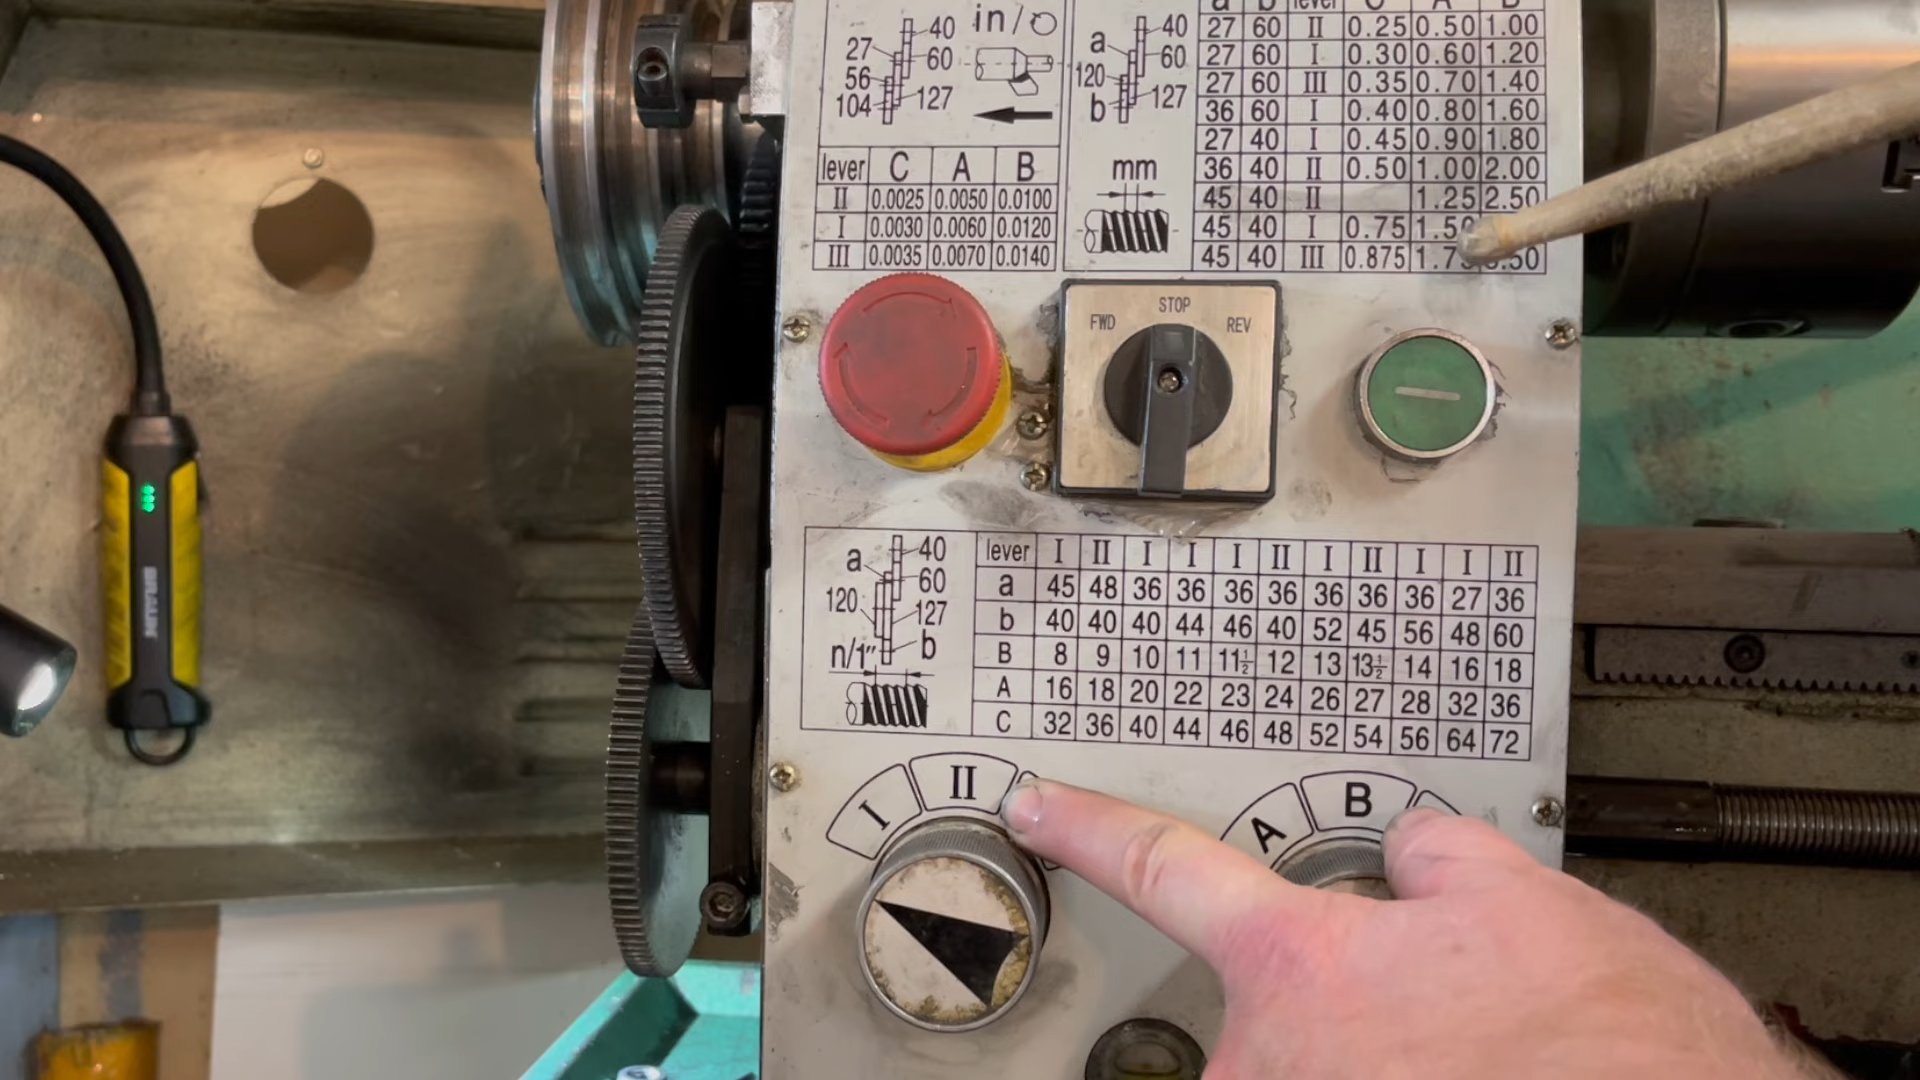 in/
40
27
60
56
104
127
lever C A B
II 0.0025 0.0050 0.0100
I 0.0030 0.0060 0.0120
III 0.0035 0.0070 0.0140
40
a
60
120
b
127
mm
a b lever C A B
27 60 II 0.25 0.50 1.00
27 60 I 0.30 0.60 1.20
27 60 III 0.35 0.70 1.40
36 60 I 0.40 0.80 1.60
27 40 I 0.45 0.90 1.80
36 40 II 0.50 1.00 2.00
45 40 II 1.25 2.50
45 40 I 0.75 1.50
45 40 III 0.875 1.75 3.50
FWD STOP REV
a
40
60
120
127
n/1" b
lever I II I I I II I II I I II
a 45 48 36 36 36 36 36 36 36 27 36
b 40 40 40 44 46 40 52 45 56 48 60
B 8 9 10 11 11½ 12 13 13½ 14 16 18
A 16 18 20 22 23 24 26 27 28 32 36
C 32 36 40 44 46 48 52 54 56 64 72
I II
A B